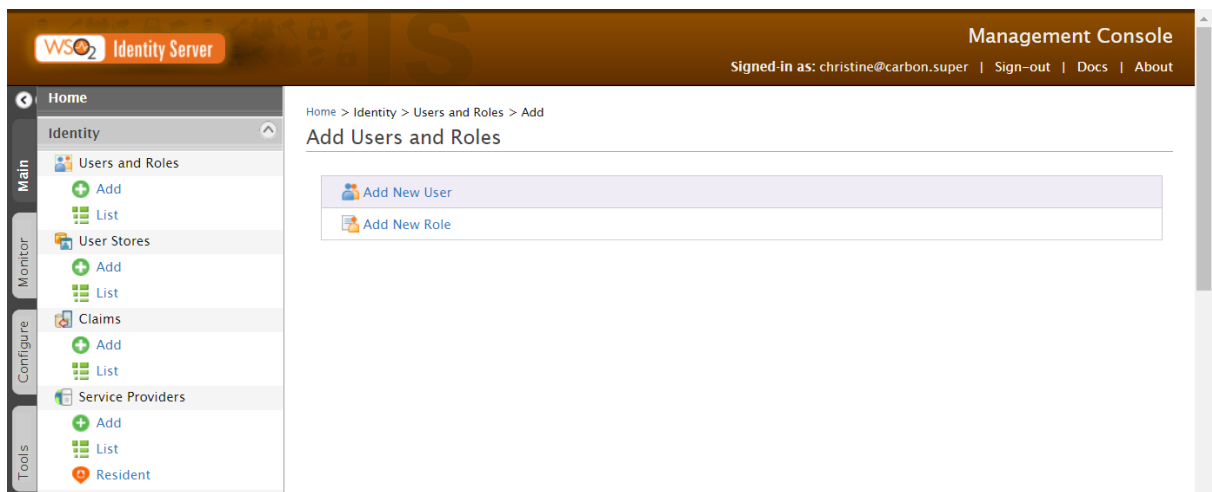 WSO2 Identity Server
Management Console
Signed-in as: christine@carbon.super | Sign-out | Docs | About
Main
Monitor
Configure
Tools
Home
Identity
Users and Roles
Add
List
User Stores
Add
List
Claims
Add
List
Service Providers
Add
List
Resident
Home > Identity > Users and Roles > Add
Add Users and Roles
Add New User
Add New Role